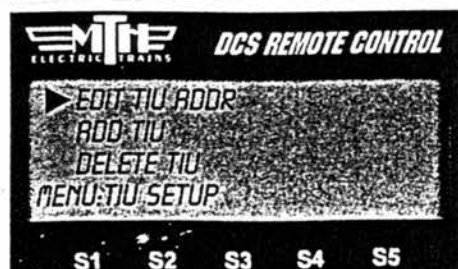 MTH
ELECTRIC TRAINS
DCS REMOTE CONTROL
EDIT TIU ADDR
ADD TIU
DELETE TIU
MENU:TIU SETUP
S1 S2 S3 S4 S5